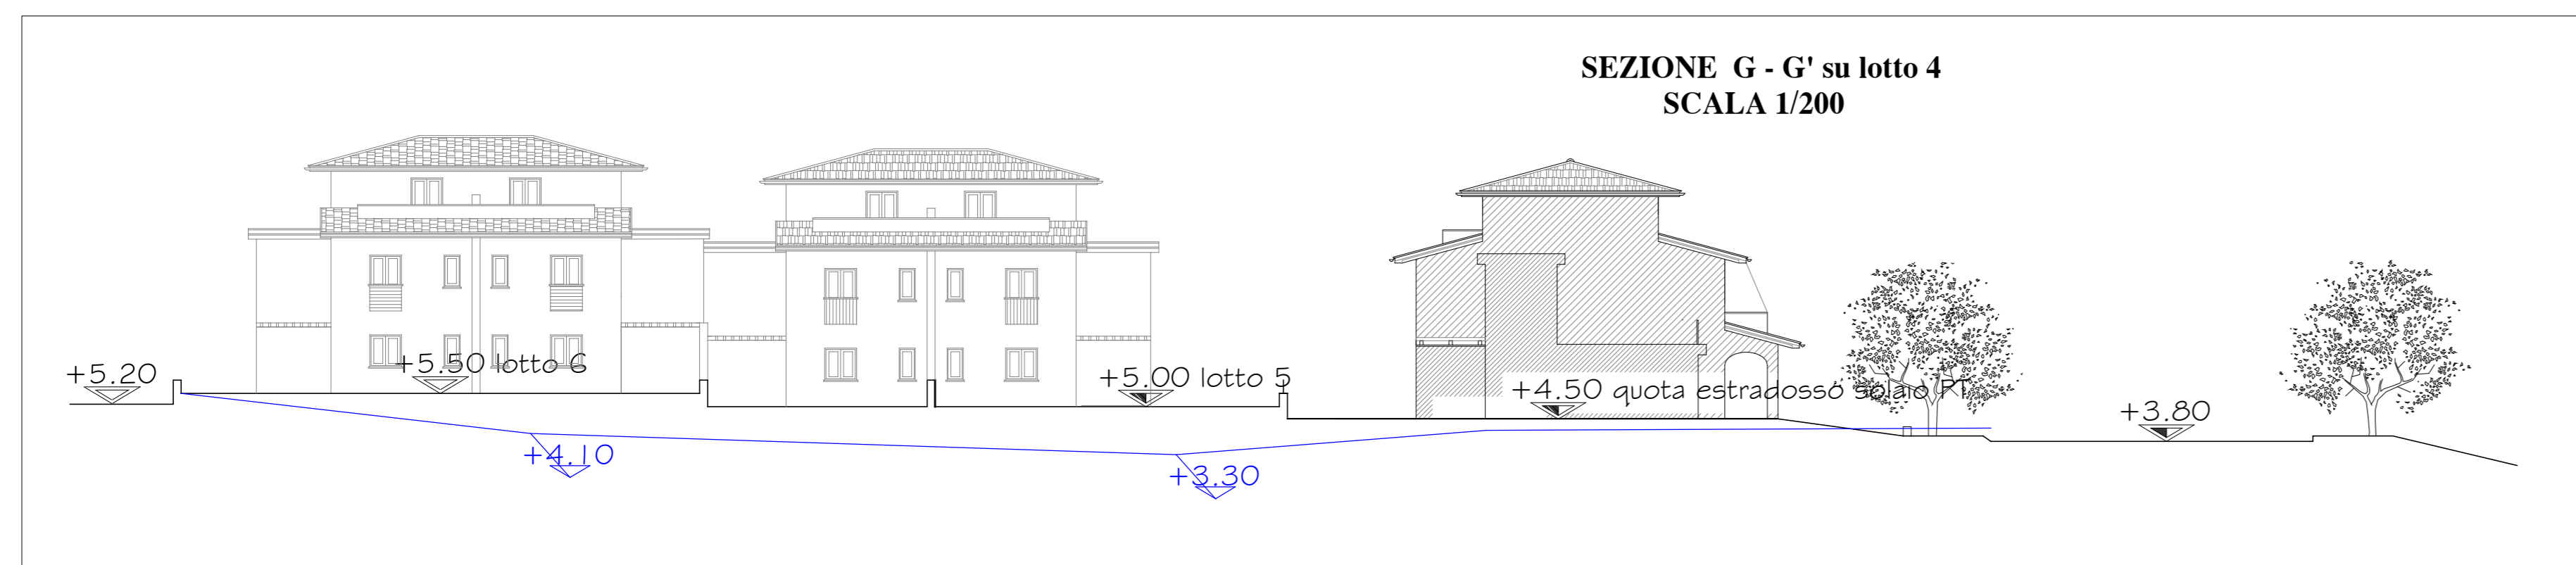 SEZIONE G - G' su lotto 4
SCALA 1/200
+5.20
+5.50 lotto 6
+5.00 lotto 5
+4.50 quota estradosso solaio PT
+3.80
+4.10
+3.30